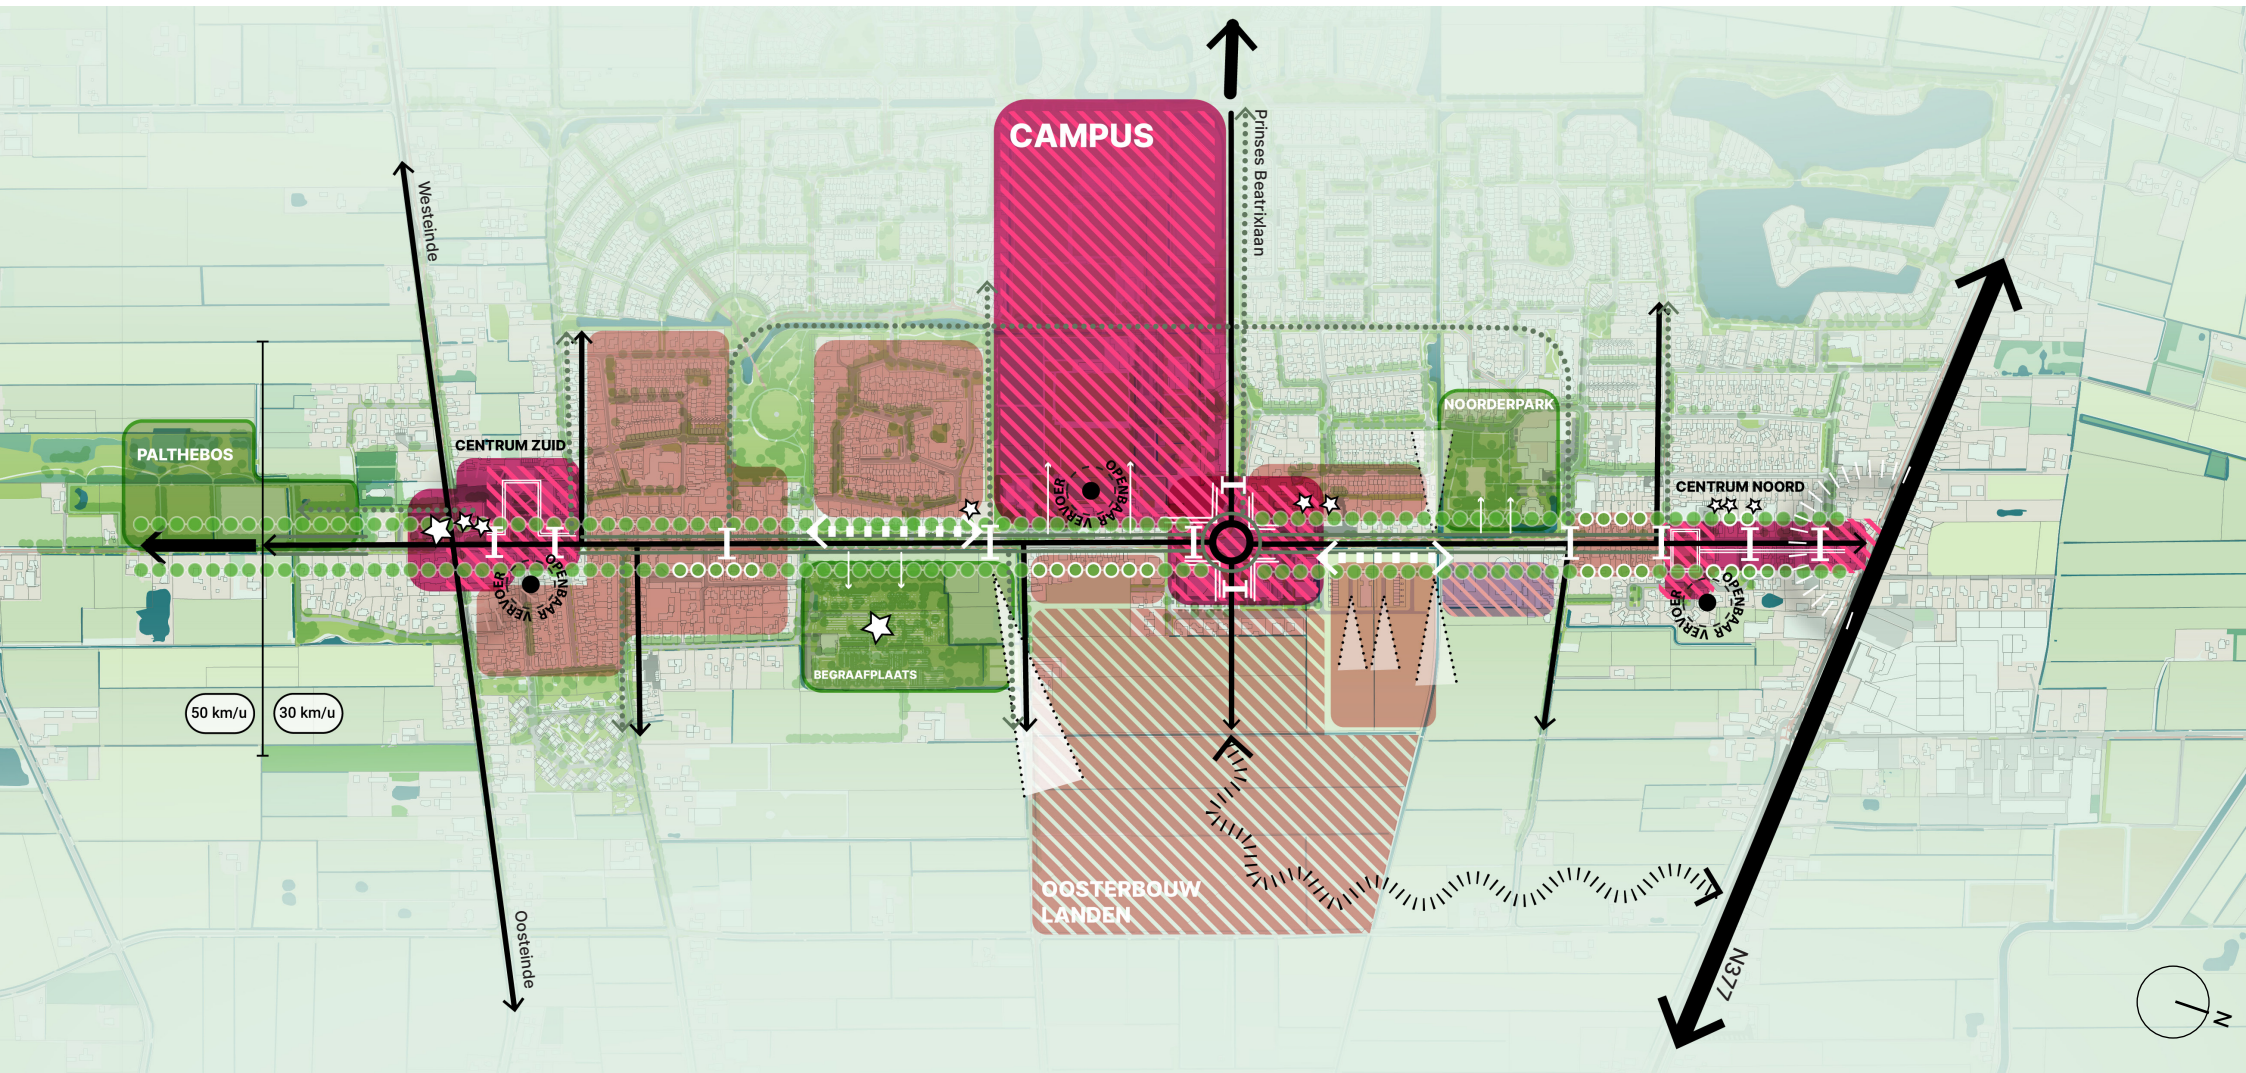 CAMPUS
Prinses Beatrixlaan
Westeinde
NOORDERPARK
CENTRUM ZUID
PALTHEBOS
OPENBAAR VERVOER
CENTRUM NOORD
OPENBAAR VERVOER
OPENBAAR VERVOER
BEGRAAFPLAATS
50 km/u
30 km/u
OOSTERBOUW
LANDEN
Oosteinde
N377
N